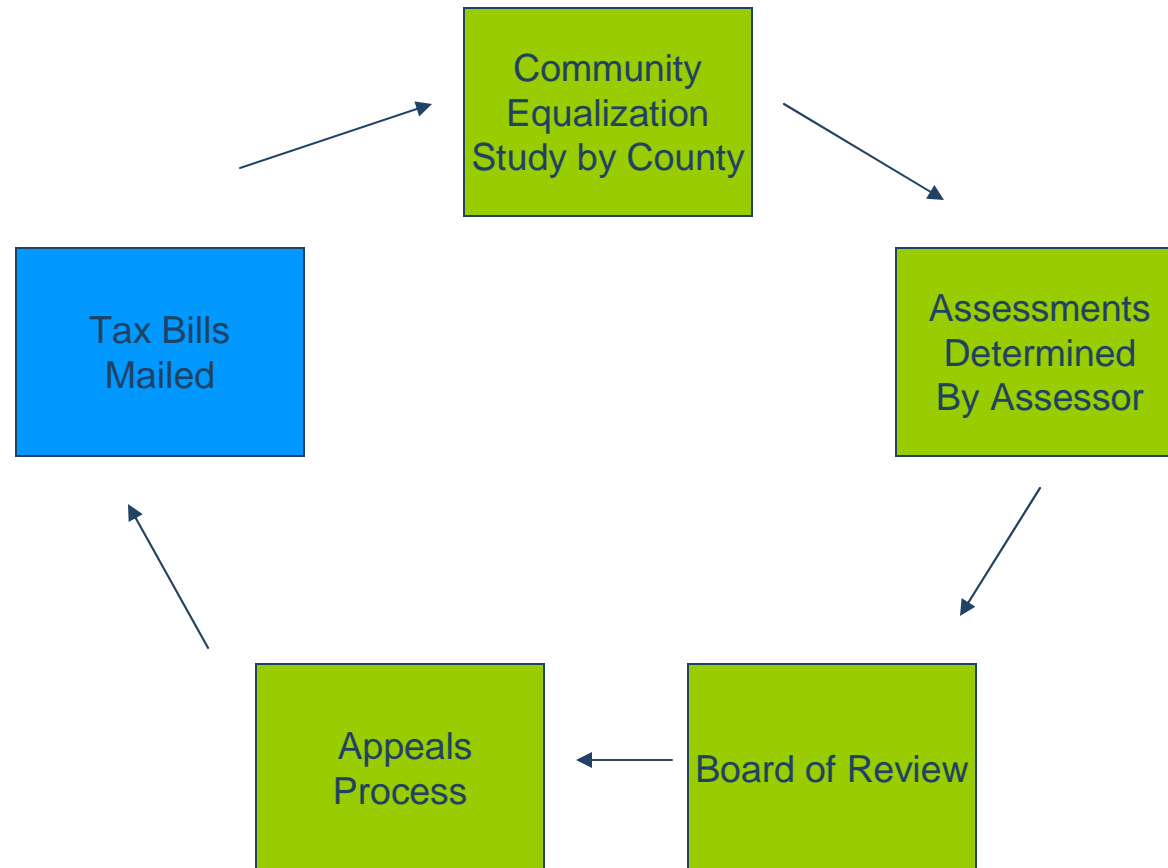 Community
Equalization
Study by County
Tax Bills
Mailed
Assessments
Determined
By Assessor
Appeals
Process
Board of Review